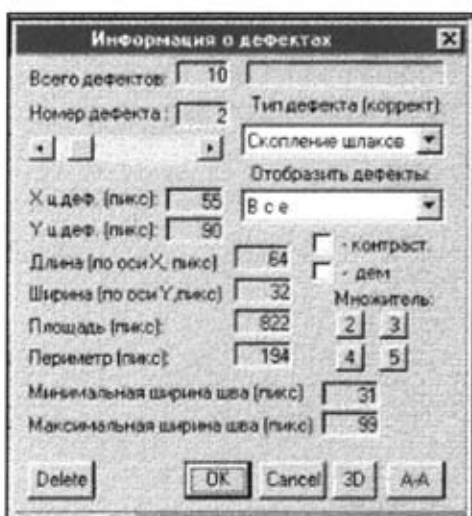 Информация о дефектах
Всего дефектов: 10
Номер дефекта : 2
Тип дефекта (коррект)
Скопление шлаков
Отобразить дефекты:
В с е
X ц.деф. (пикс): 55
Y ц.деф. (пикс): 90
Длина (по оси X, пикс) 64
- контраст.
Ширина (по оси Y,пикс) 32
- дем
Множитель:
Площадь (пикс): 822
2 3
Периметр (пикс): 194
4 5
Минимальная ширина шва (пикс) 31
Максимальная ширина шва (пикс) 99
Delete OK Cancel 3D A-A